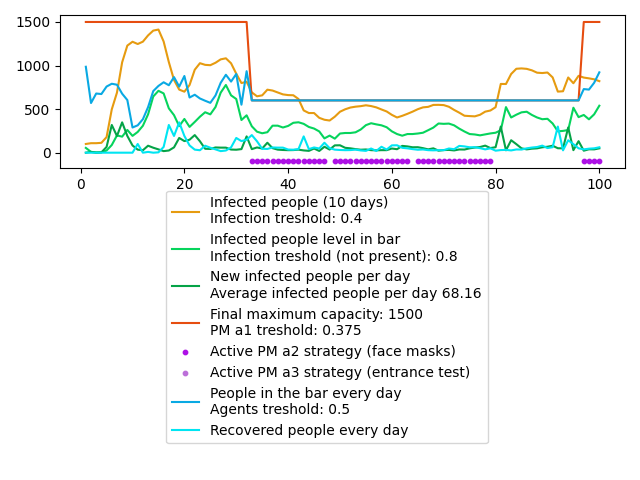 1500
1000
500
0
0
20
40
60
80
100
Infected people (10 days)
Infection treshold: 0.4
Infected people level in bar
Infection treshold (not present): 0.8
New infected people per day
Average infected people per day 68.16
Final maximum capacity: 1500
PM a1 treshold: 0.375
Active PM a2 strategy (face masks)
Active PM a3 strategy (entrance test)
People in the bar every day
Agents treshold: 0.5
Recovered people every day